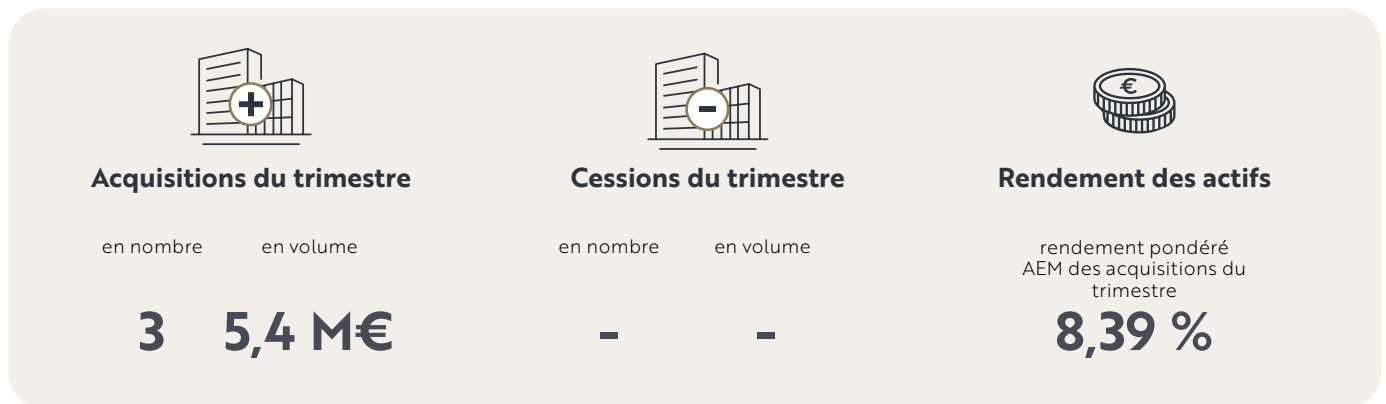 Acquisitions du trimestre
en nombre
en volume
3
5,4 M€
Cessions du trimestre
en nombre
en volume
-
-
€
Rendement des actifs
rendement pondéré
AEM des acquisitions du
trimestre
8,39 %